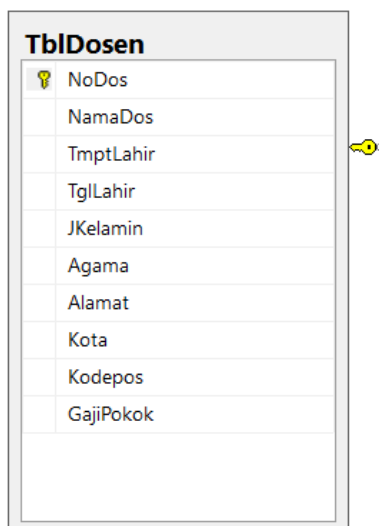 TblDosen
NoDos
NamaDos
TmptLahir
TglLahir
JKelamin
Agama
Alamat
Kota
Kodepos
GajiPokok